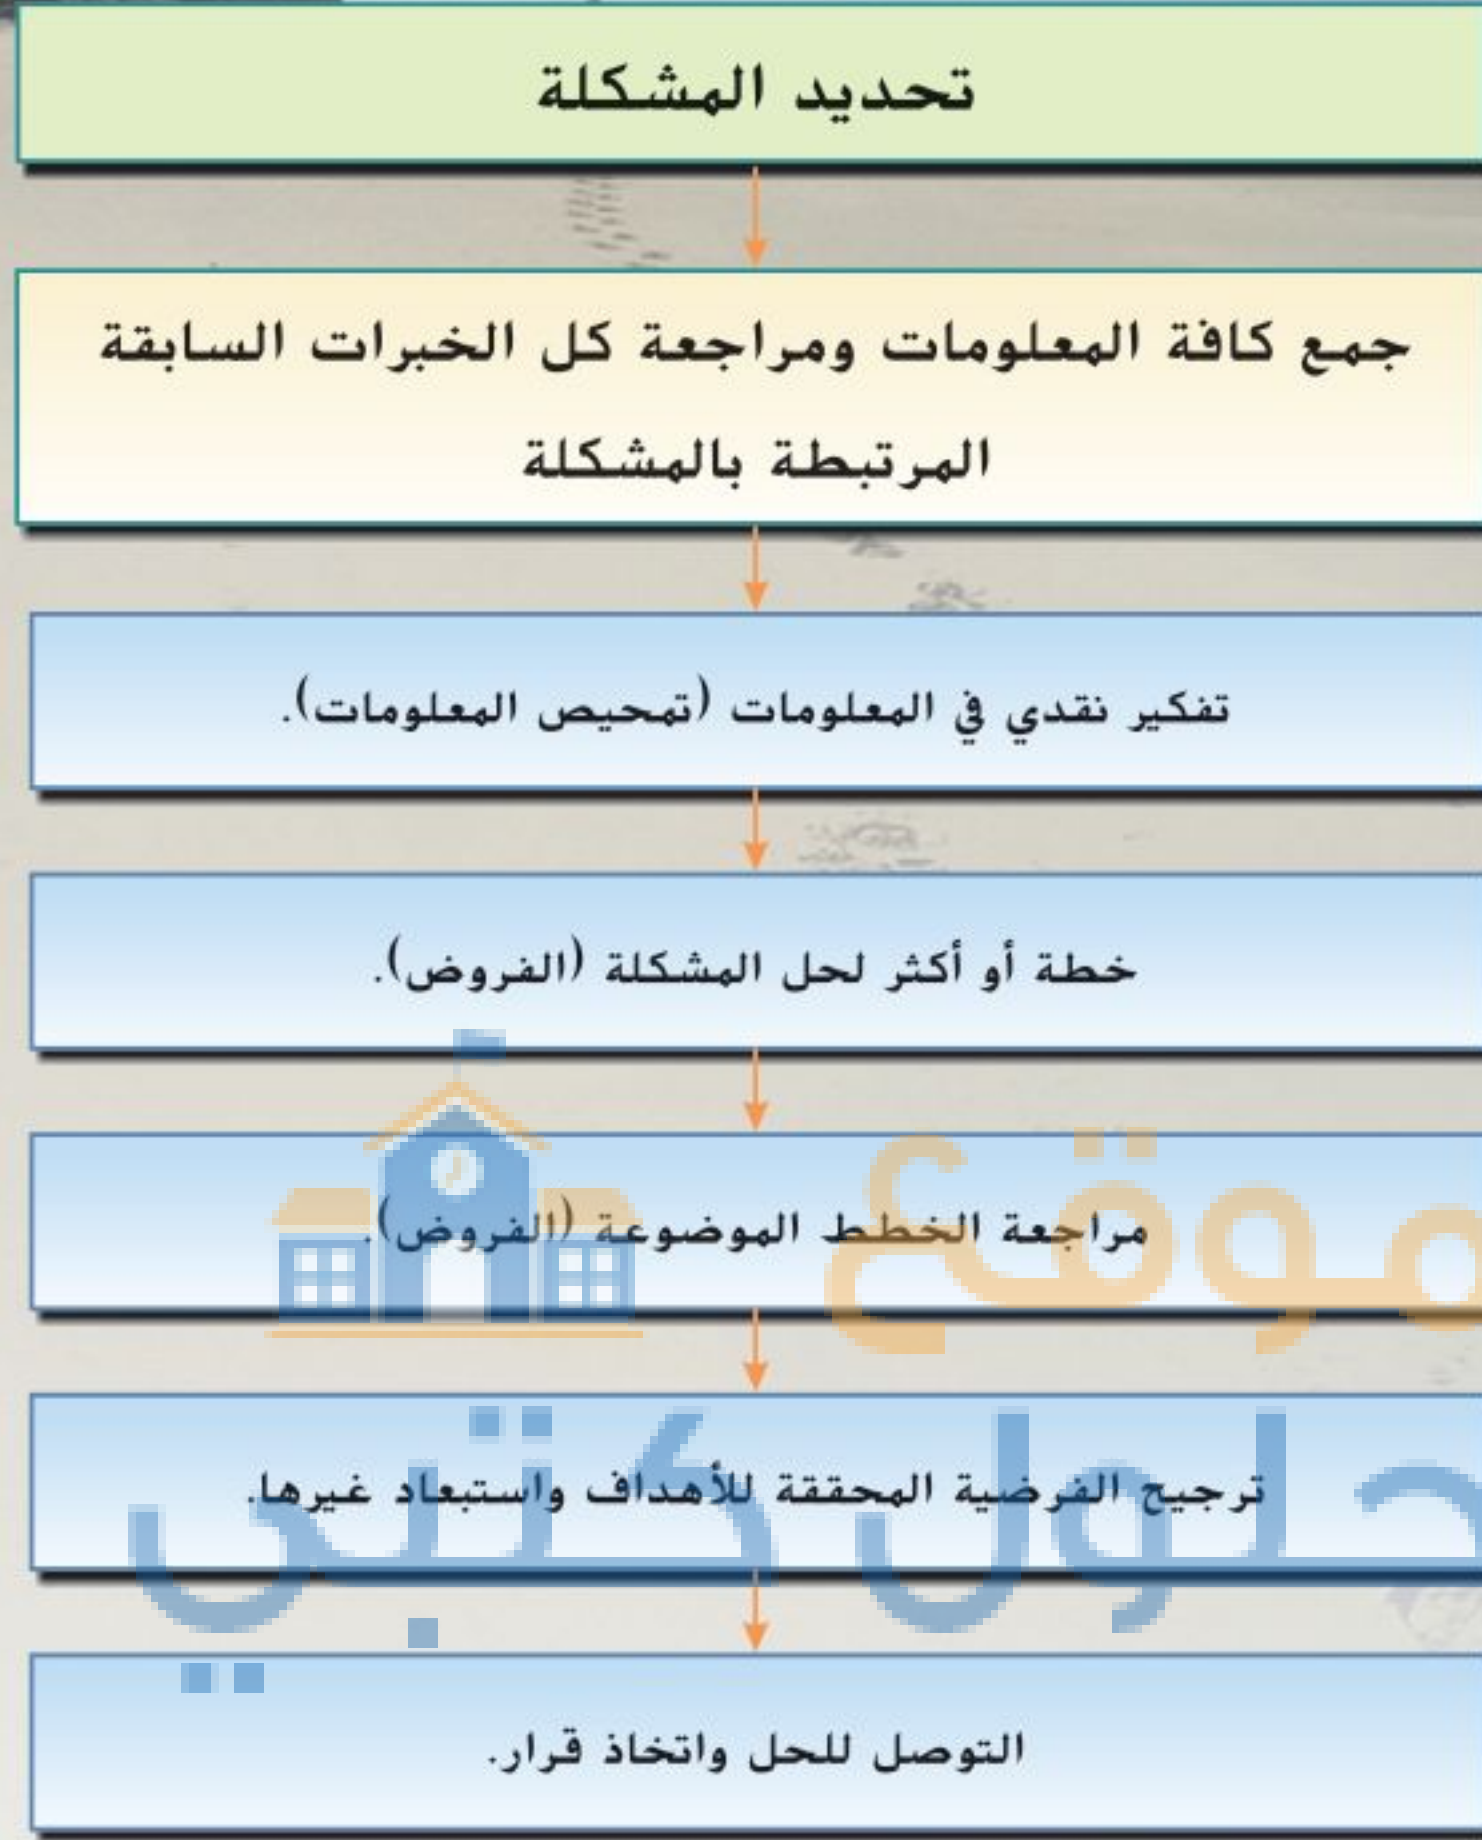 تحديد المشكلة
جمع كافة المعلومات ومراجعة كل الخبرات السابقة
المرتبطة بالمشكلة
تفكير نقدي في المعلومات (تمحيص المعلومات).
خطة أو أكثر لحل المشكلة (الفروض).
مراجعة الخطط الموضوعة (الفروض).
ترجيح الفرضية المحققة للأهداف واستبعاد غيرها.
التوصل للحل واتخاذ قرار.
موقع
حلول كتبي